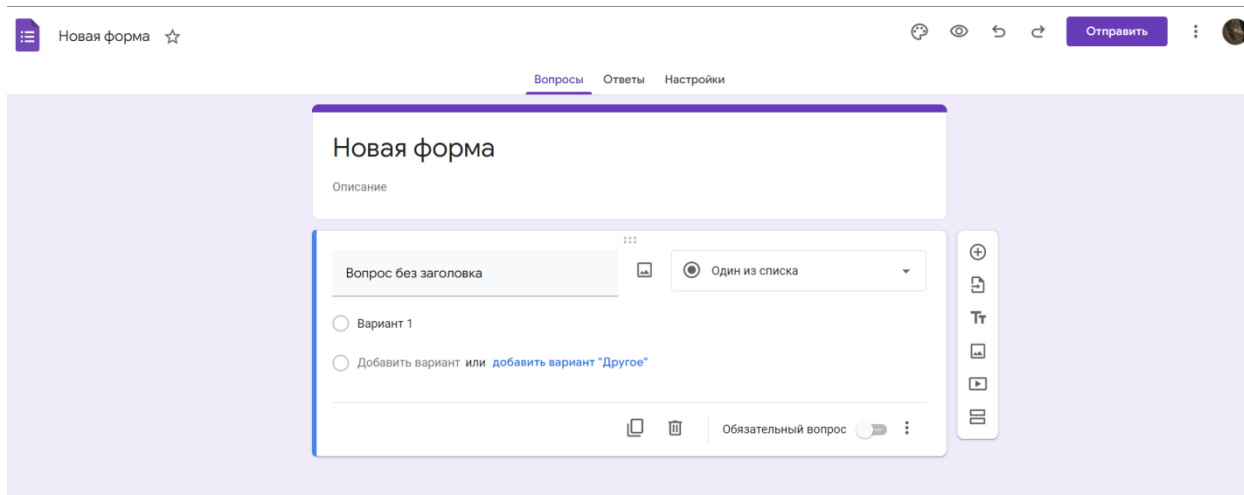 Новая форма
Отправить
Вопросы Ответы Настройки
Новая форма
Описание
Вопрос без заголовка
Один из списка
Вариант 1
Добавить вариант или добавить вариант "Другое"
Обязательный вопрос